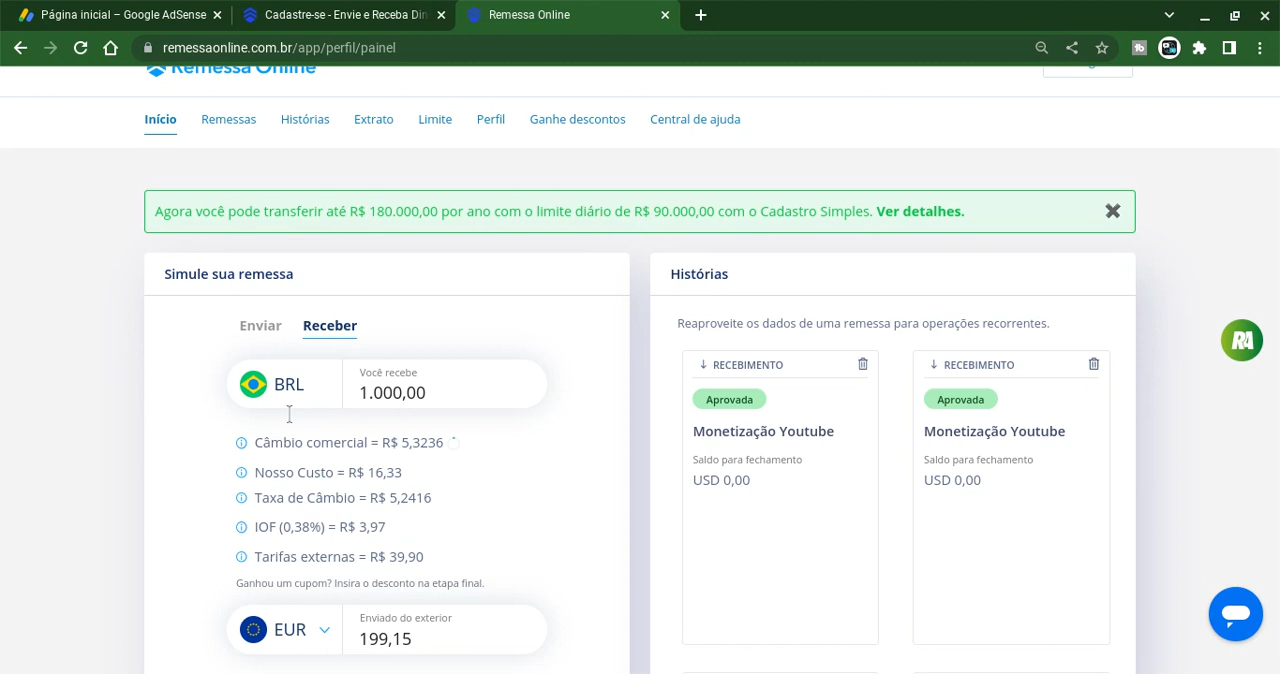 Página inicial – Google AdSense
Cadastre-se - Envie e Receba Din
Remessa Online
remessaonline.com.br/app/perfil/painel
Remessa Online
Início Remessas Histórias Extrato Limite Perfil Ganhe descontos Central de ajuda
Agora você pode transferir até R$ 180.000,00 por ano com o limite diário de R$ 90.000,00 com o Cadastro Simples. Ver detalhes.
Simule sua remessa
Enviar Receber
BRL
Você recebe
1.000,00
Câmbio comercial = R$ 5,3236
Nosso Custo = R$ 16,33
Taxa de Câmbio = R$ 5,2416
IOF (0,38%) = R$ 3,97
Tarifas externas = R$ 39,90
Ganhou um cupom? Insira o desconto na etapa final.
EUR
Enviado do exterior
199,15
Histórias
Reaproveite os dados de uma remessa para operações recorrentes.
↓ RECEBIMENTO
Aprovada
Monetização Youtube
Saldo para fechamento
USD 0,00
↓ RECEBIMENTO
Aprovada
Monetização Youtube
Saldo para fechamento
USD 0,00
RA